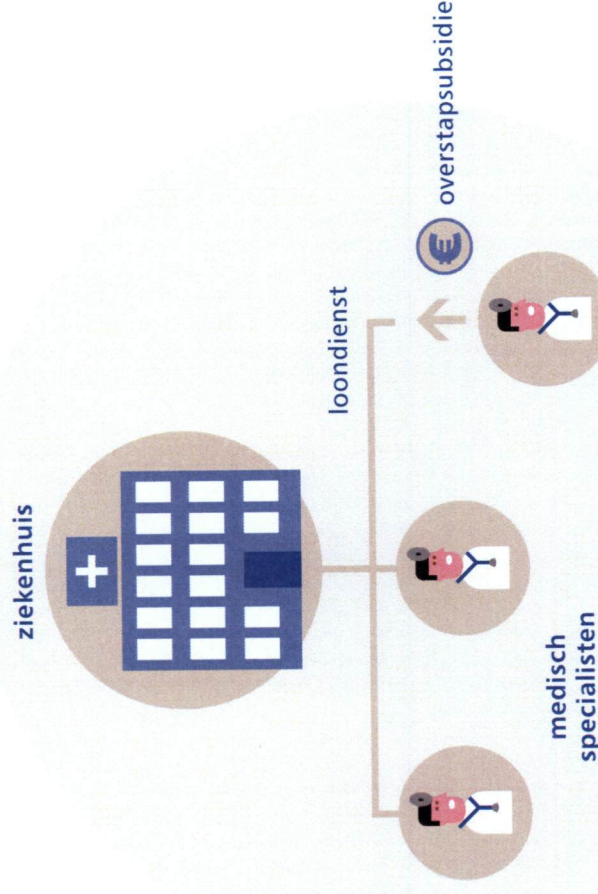 ziekenhuis
loondienst
€ overstapsubsidie
medisch
specialisten